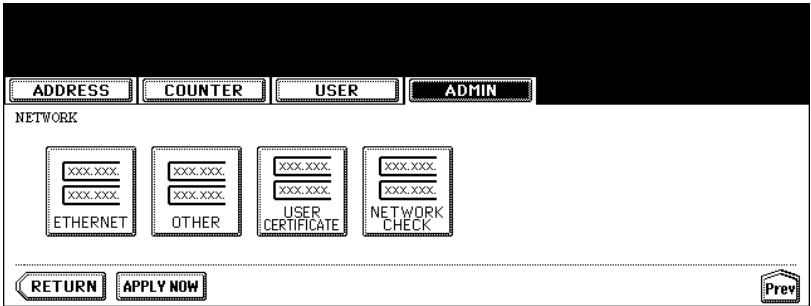 ADDRESS COUNTER USER ADMIN
NETWORK
XXX.XXX. XXX.XXX. XXX.XXX. XXX.XXX.
XXX.XXX. XXX.XXX. XXX.XXX. XXX.XXX.
ETHERNET OTHER USER CERTIFICATE NETWORK CHECK
RETURN APPLY NOW Prev